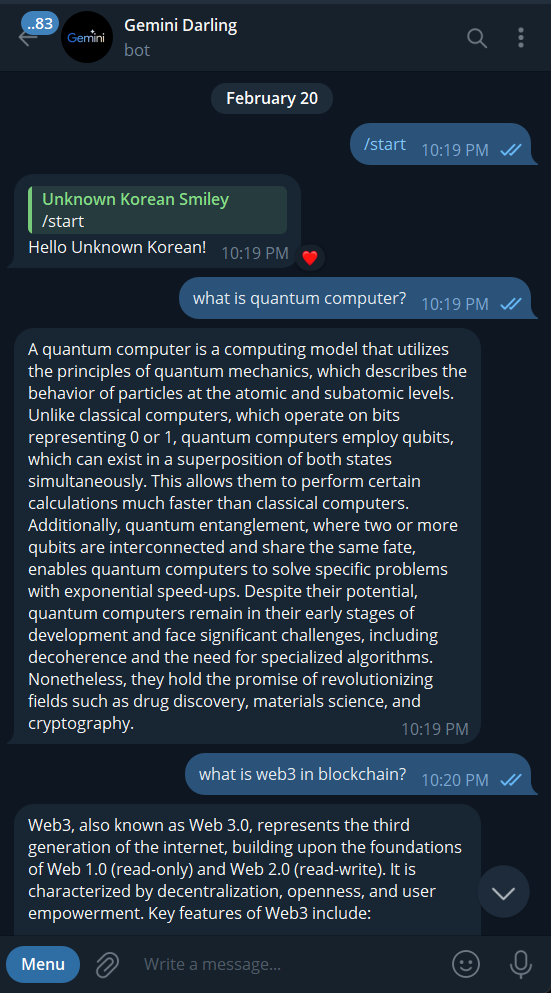 ..83
Gemini
Gemini Darling
bot
February 20
/start 10:19 PM
Unknown Korean Smiley
/start
Hello Unknown Korean! 10:19 PM
what is quantum computer? 10:19 PM
A quantum computer is a computing model that utilizes
the principles of quantum mechanics, which describes the
behavior of particles at the atomic and subatomic levels.
Unlike classical computers, which operate on bits
representing 0 or 1, quantum computers employ qubits,
which can exist in a superposition of both states
simultaneously. This allows them to perform certain
calculations much faster than classical computers.
Additionally, quantum entanglement, where two or more
qubits are interconnected and share the same fate,
enables quantum computers to solve specific problems
with exponential speed-ups. Despite their potential,
quantum computers remain in their early stages of
development and face significant challenges, including
decoherence and the need for specialized algorithms.
Nonetheless, they hold the promise of revolutionizing
fields such as drug discovery, materials science, and
cryptography. 10:19 PM
what is web3 in blockchain? 10:20 PM
Web3, also known as Web 3.0, represents the third
generation of the internet, building upon the foundations
of Web 1.0 (read-only) and Web 2.0 (read-write). It is
characterized by decentralization, openness, and user
empowerment. Key features of Web3 include:
Menu
Write a message...